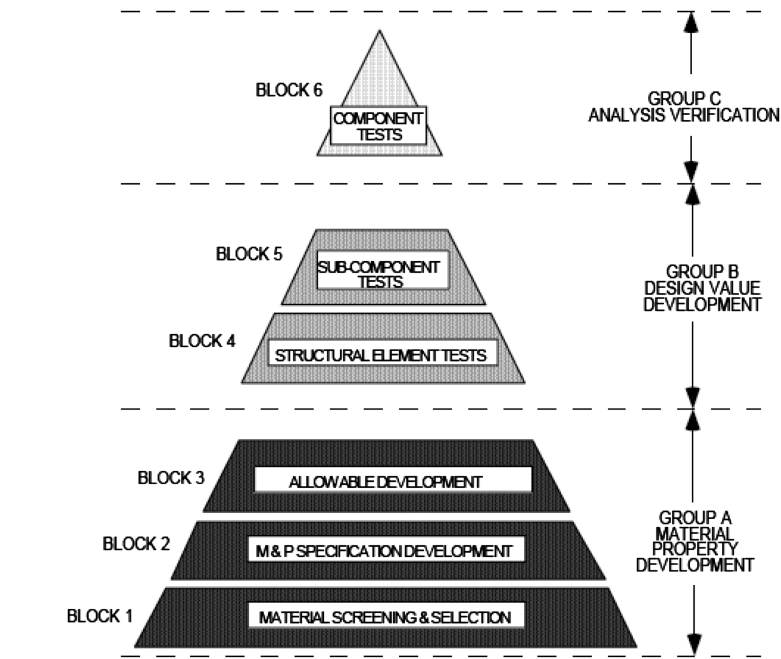 BLOCK 6
COMPONENT
TESTS
GROUP C
ANALYSIS VERIFICATION
BLOCK 5
SUB-COMPONENT
TESTS
BLOCK 4
STRUCTURAL ELEMENT TESTS
GROUP B
DESIGN VALUE
DEVELOPMENT
BLOCK 3
ALLOWABLE DEVELOPMENT
BLOCK 2
M & P SPECIFICATION DEVELOPMENT
BLOCK 1
MATERIAL SCREENING & SELECTION
GROUP A
MATERIAL
PROPERTY
DEVELOPMENT